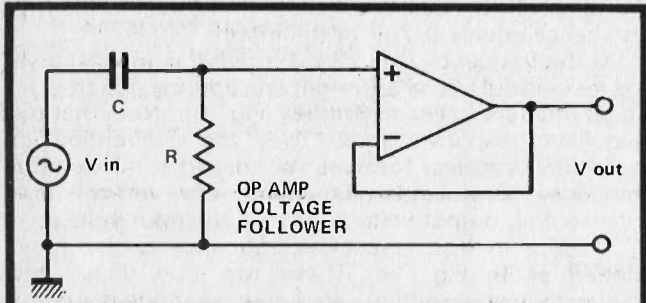 C
+
−
V in
R
V out
OP AMP
VOLTAGE
FOLLOWER